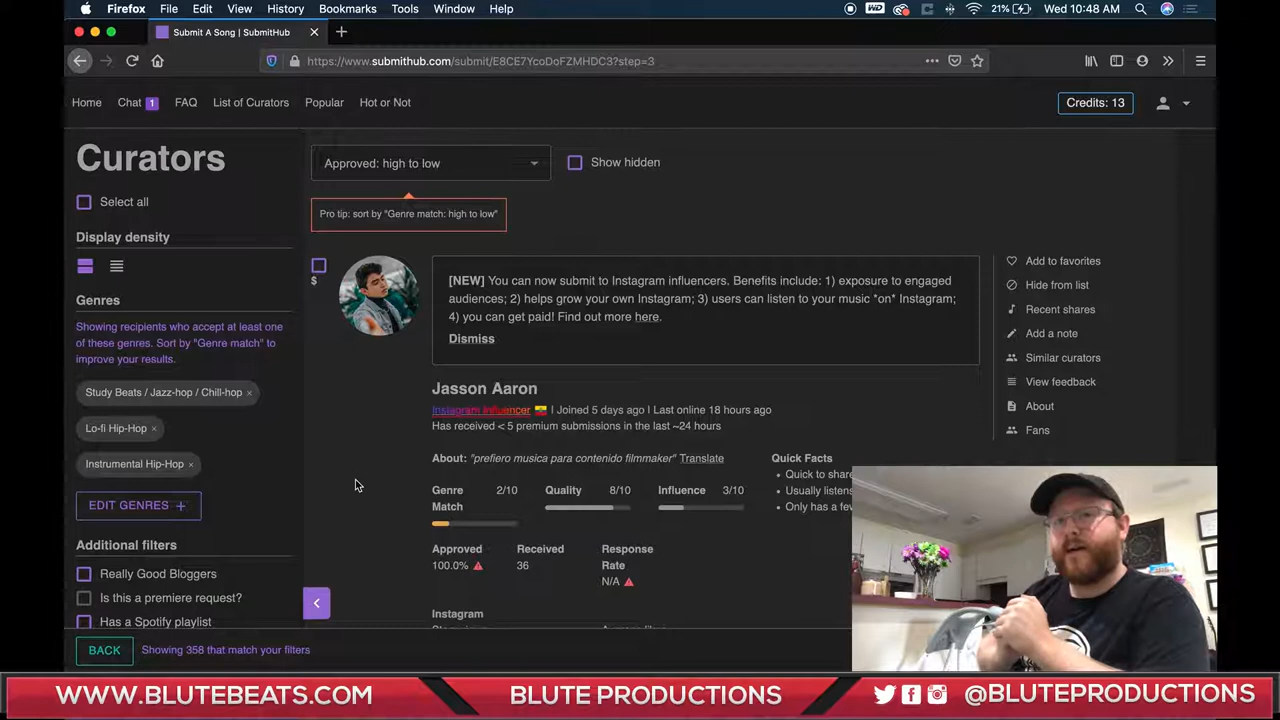 Firefox File Edit View History Bookmarks Tools Window Help
21% Wed 10:48 AM
Submit A Song | SubmitHub
https://www.submithub.com/submit/E8CE7YcoDoFZMHDC3?step=3
Home Chat 1 FAQ List of Curators Popular Hot or Not
Credits: 13
Curators
Select all
Display density
Genres
Showing recipients who accept at least one
of these genres. Sort by "Genre match" to
improve your results.
Study Beats / Jazz-hop / Chill-hop ×
Lo-fi Hip-Hop ×
Instrumental Hip-Hop ×
EDIT GENRES +
Additional filters
Really Good Bloggers
Is this a premiere request?
Has a Spotify playlist
Approved: high to low
Show hidden
Pro tip: sort by "Genre match: high to low"
$
[NEW] You can now submit to Instagram influencers. Benefits include: 1) exposure to engaged
audiences; 2) helps grow your own Instagram; 3) users can listen to your music *on* Instagram;
4) you can get paid! Find out more here.
Dismiss
Jasson Aaron
Instagram Influencer | Joined 5 days ago | Last online 18 hours ago
Has received < 5 premium submissions in the last ~24 hours
About: "prefiero musica para contenido filmmaker" Translate
Genre Match 2/10
Quality 8/10
Influence 3/10
Approved
100.0%
Received
36
Response Rate
N/A
Instagram
Quick Facts
Quick to share
Usually listens
Only has a few
Add to favorites
Hide from list
Recent shares
Add a note
Similar curators
View feedback
About
Fans
BACK
Showing 358 that match your filters
WWW.BLUTEBEATS.COM
BLUTE PRODUCTIONS
@BLUTEPRODUCTIONS